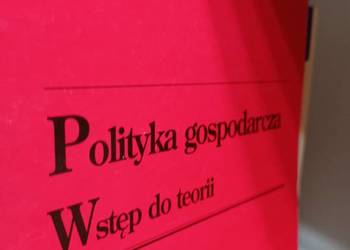 Polityka gospodarcza
Wstęp do teorii